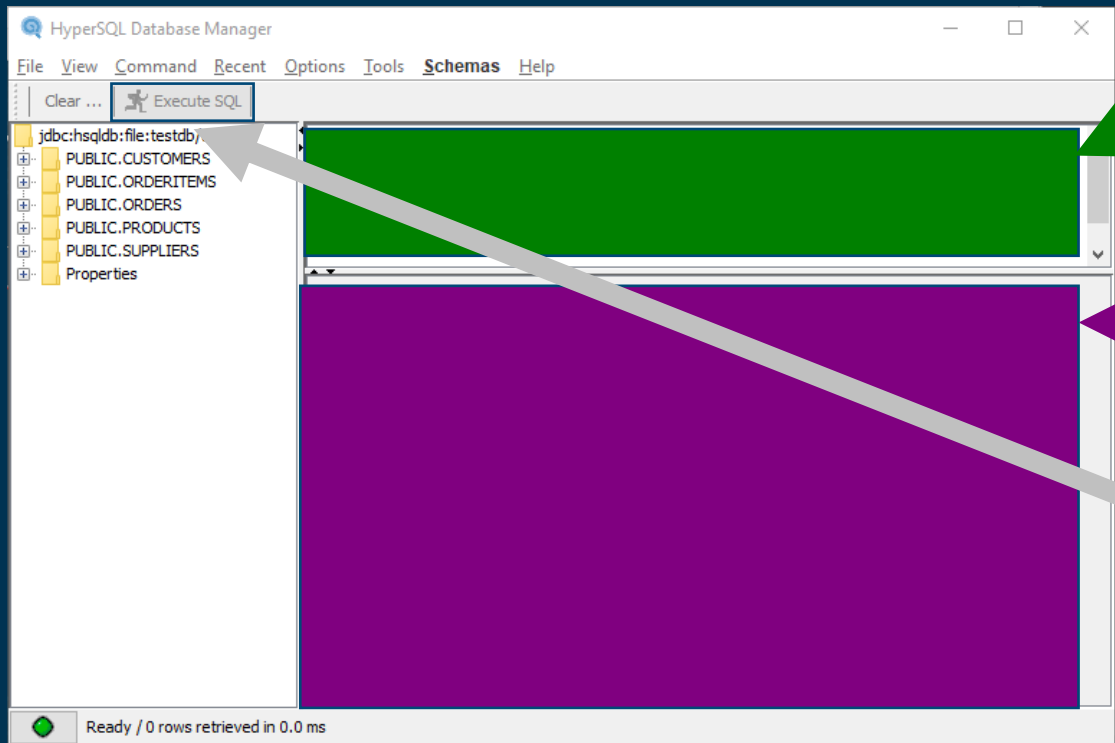 HyperSQL Database Manager
File View Command Recent Options Tools Schemas Help
Clear ... Execute SQL
jdbc:hsqldb:file:testdb/
PUBLIC.CUSTOMERS
PUBLIC.ORDERITEMS
PUBLIC.ORDERS
PUBLIC.PRODUCTS
PUBLIC.SUPPLIERS
Properties
Ready / 0 rows retrieved in 0.0 ms